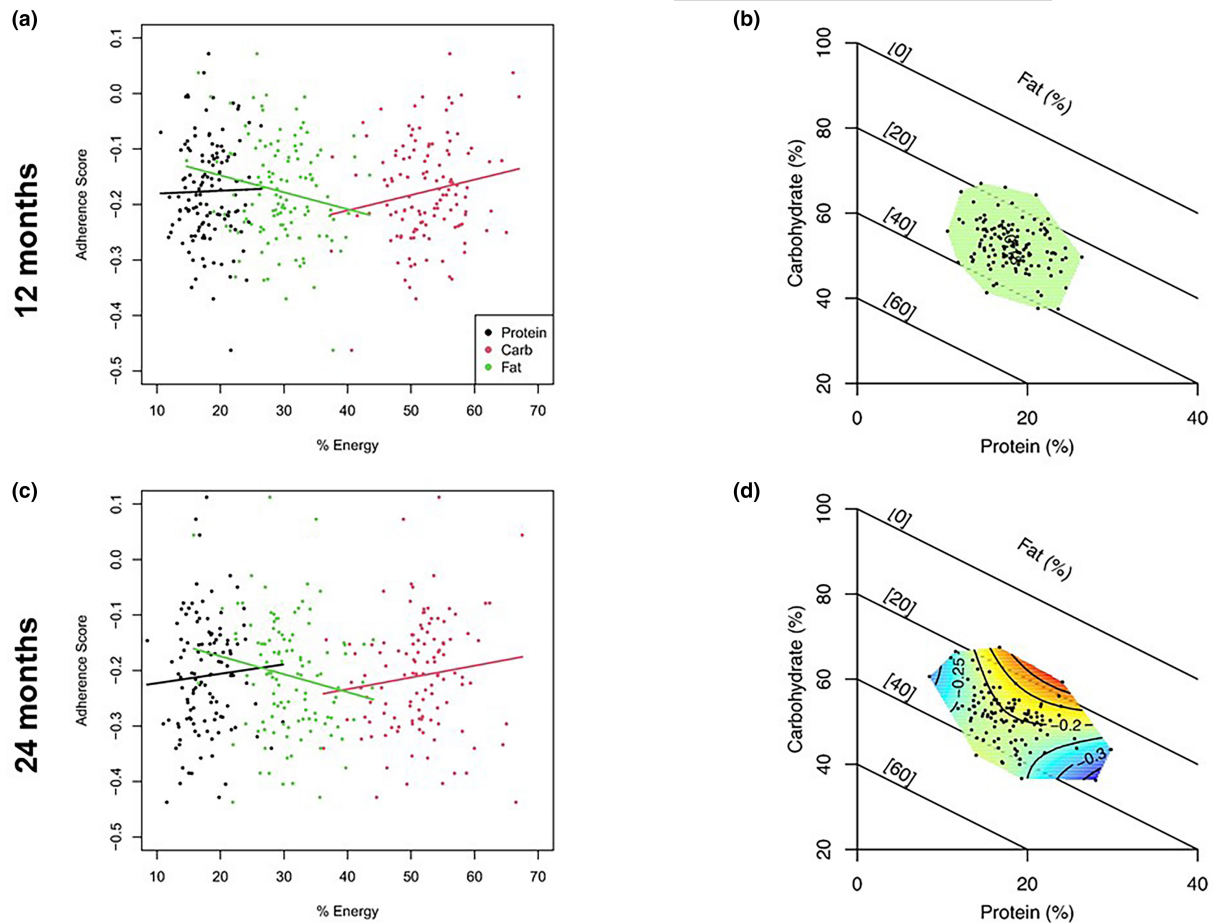 (a)
12 months
Adherence Score
0.1
0.0
−0.1
−0.2
−0.3
−0.4
−0.5
Protein
Carb
Fat
10 20 30 40 50 60 70
% Energy
(b)
Carbohydrate (%)
100
80
60
40
20
[0]
[20]
[40]
[60]
Fat (%)
0 20 40
Protein (%)
(c)
24 months
Adherence Score
0.1
0.0
−0.1
−0.2
−0.3
−0.4
−0.5
10 20 30 40 50 60 70
% Energy
(d)
Carbohydrate (%)
100
80
60
40
20
[0]
[20]
[40]
[60]
Fat (%)
−0.25
−0.2
−0.3
0 20 40
Protein (%)